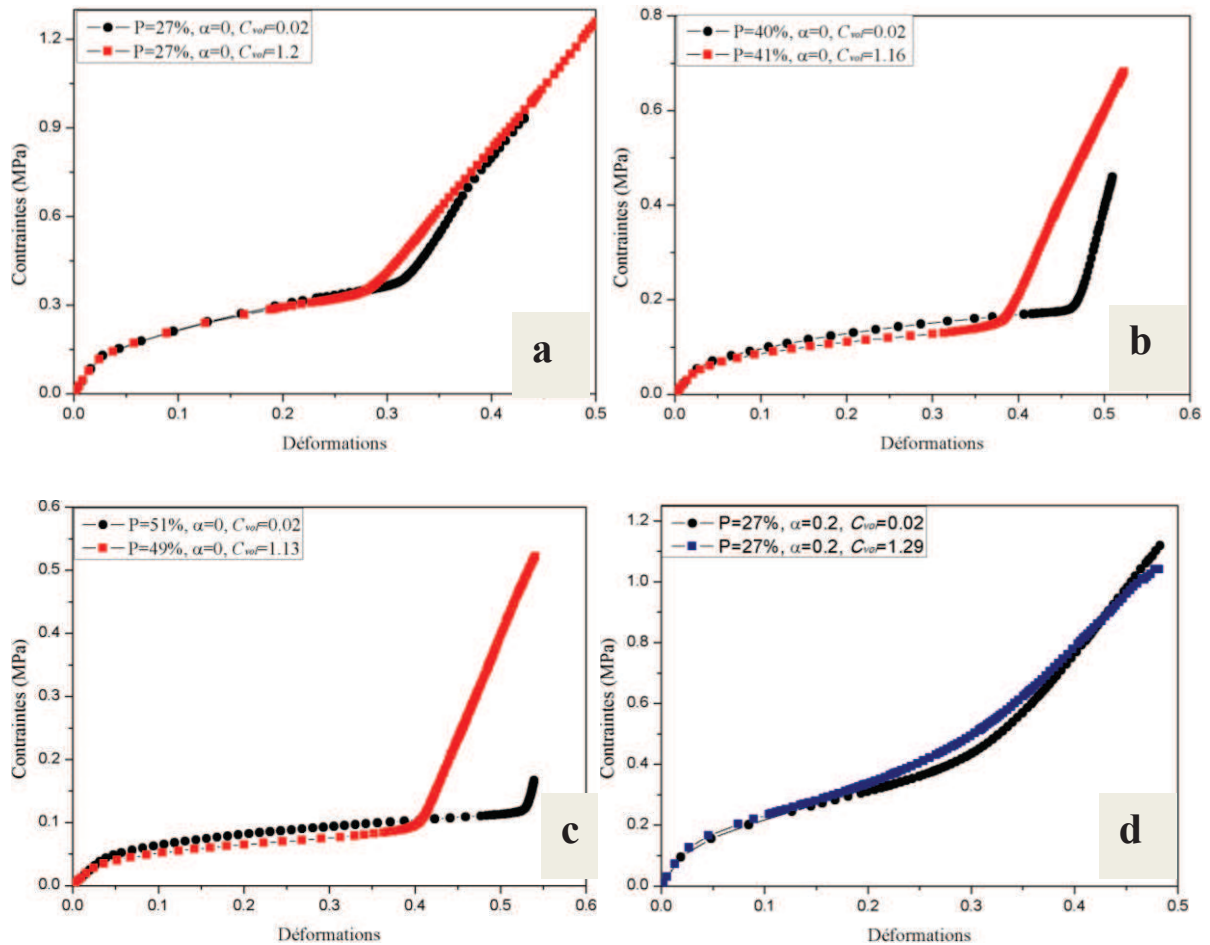 P=27%, α=0, Cvol=0.02
P=27%, α=0, Cvol=1.2
Contraintes (MPa)
1.2
0.9
0.6
0.3
0.0
0.0 0.1 0.2 0.3 0.4 0.5
Déformations
a
P=40%, α=0, Cvol=0.02
P=41%, α=0, Cvol=1.16
Contraintes (MPa)
0.8
0.6
0.4
0.2
0.0
0.0 0.1 0.2 0.3 0.4 0.5 0.6
Déformations
b
P=51%, α=0, Cvol=0.02
P=49%, α=0, Cvol=1.13
Contraintes (MPa)
0.6
0.5
0.4
0.3
0.2
0.1
0.0
0.0 0.1 0.2 0.3 0.4 0.5 0.6
Déformations
c
P=27%, α=0.2, Cvol=0.02
P=27%, α=0.2, Cvol=1.29
Contraintes (MPa)
1.2
1.0
0.8
0.6
0.4
0.2
0.0
0.0 0.1 0.2 0.3 0.4 0.5
Déformations
d